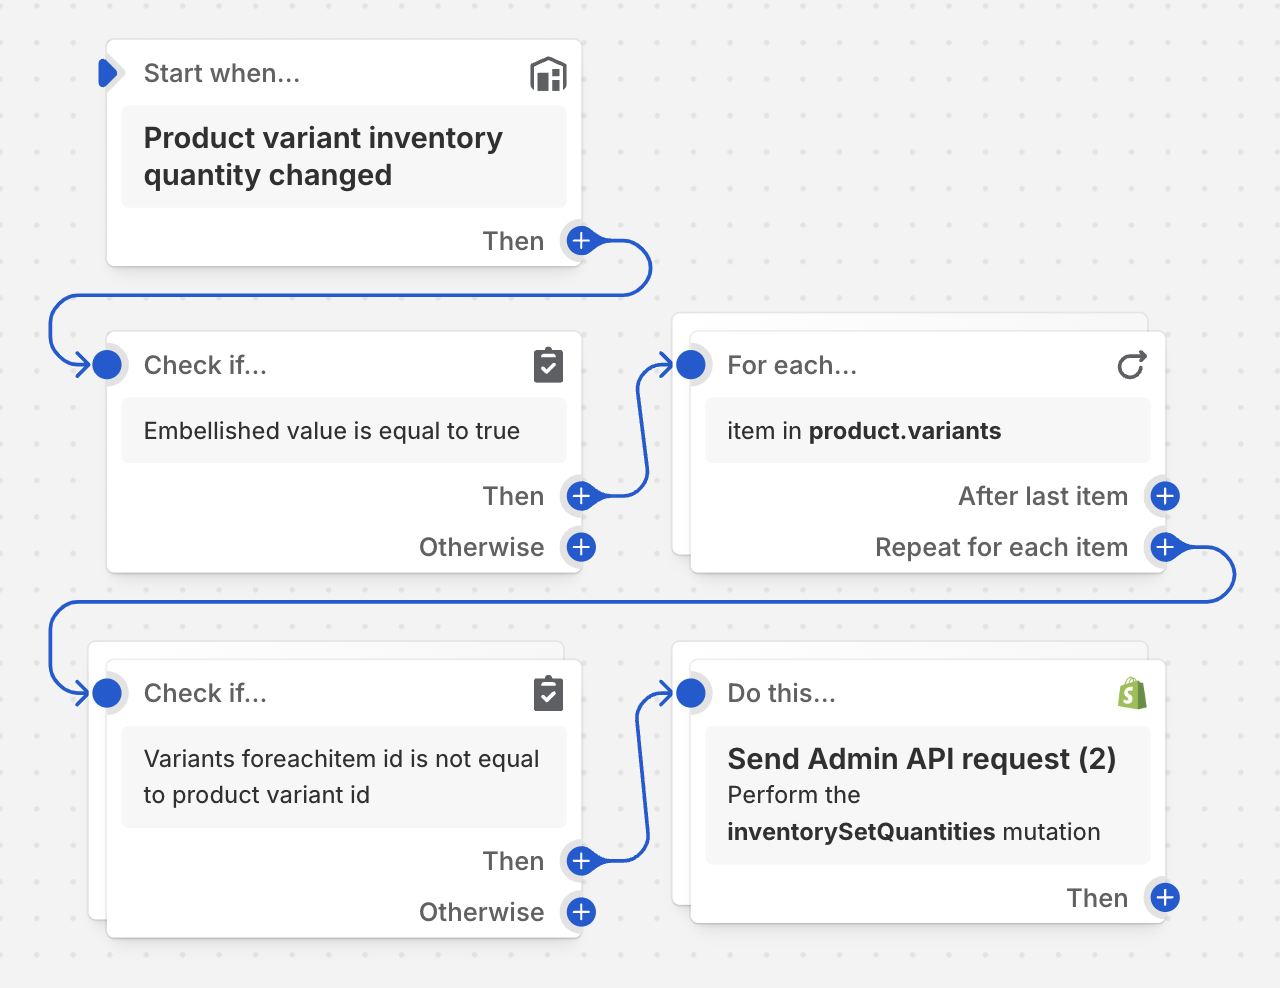 Start when...
Product variant inventory
quantity changed
Then
Check if...
Embellished value is equal to true
Then
Otherwise
For each...
item in product.variants
After last item
Repeat for each item
Check if...
Variants foreachitem id is not equal
to product variant id
Then
Otherwise
Do this...
Send Admin API request (2)
Perform the
inventorySetQuantities mutation
Then